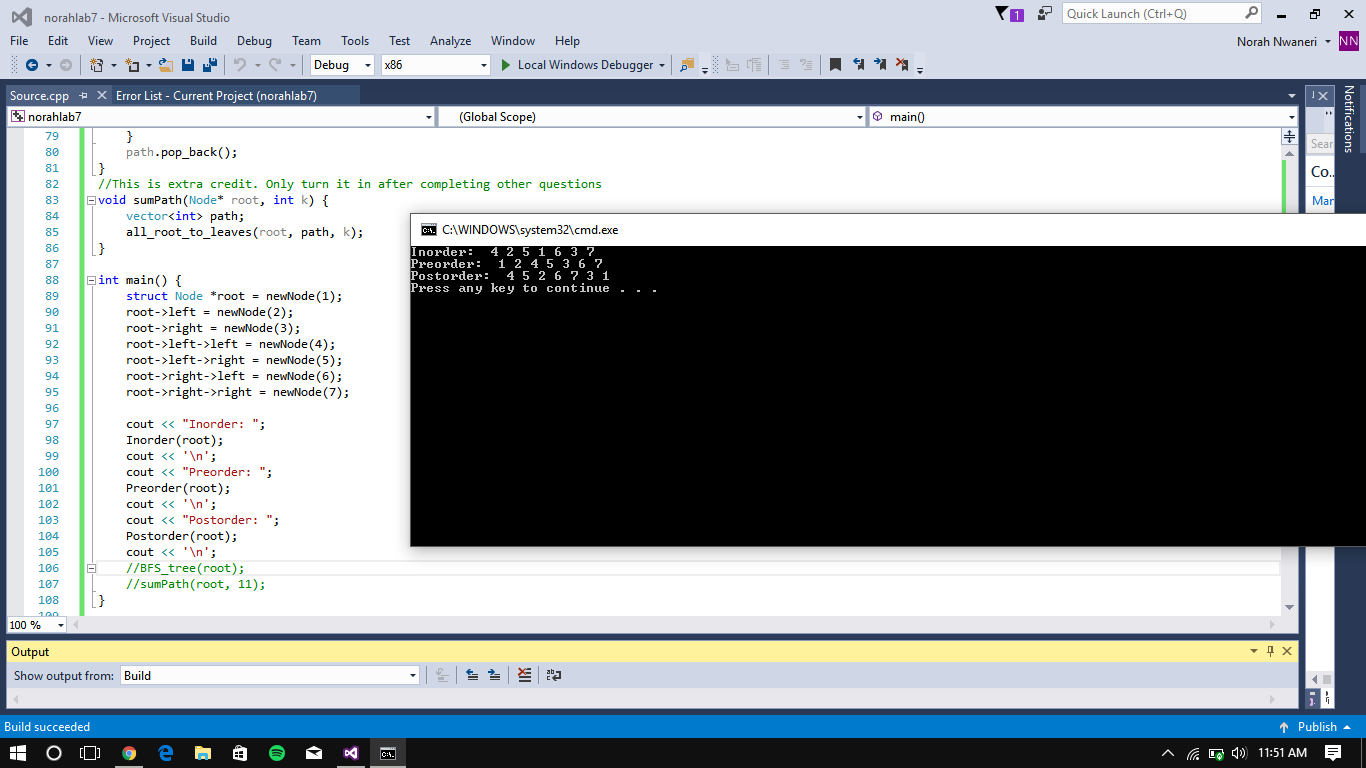 norahlab7 - Microsoft Visual Studio
1
Quick Launch (Ctrl+Q)
File Edit View Project Build Debug Team Tools Test Analyze Window Help
Norah Nwaneri NN
Debug x86 Local Windows Debugger
Source.cpp Error List - Current Project (norahlab7)
Notifications
norahlab7 (Global Scope) main()
79 }
80 path.pop_back();
81 }
82 //This is extra credit. Only turn it in after completing other questions
83 void sumPath(Node* root, int k) {
84 vector<int> path;
85 all_root_to_leaves(root, path, k);
86 }
87
88 int main() {
89 struct Node *root = newNode(1);
90 root->left = newNode(2);
91 root->right = newNode(3);
92 root->left->left = newNode(4);
93 root->left->right = newNode(5);
94 root->right->left = newNode(6);
95 root->right->right = newNode(7);
96
97 cout << "Inorder: ";
98 Inorder(root);
99 cout << '\n';
100 cout << "Preorder: ";
101 Preorder(root);
102 cout << '\n';
103 cout << "Postorder: ";
104 Postorder(root);
105 cout << '\n';
106 //BFS_tree(root);
107 //sumPath(root, 11);
108 }
109
Sear
Co..
Mar
C:\WINDOWS\system32\cmd.exe
Inorder: 4 2 5 1 6 3 7
Preorder: 1 2 4 5 3 6 7
Postorder: 4 5 2 6 7 3 1
Press any key to continue . . .
100 %
Output
Show output from: Build
Build succeeded
Publish
11:51 AM